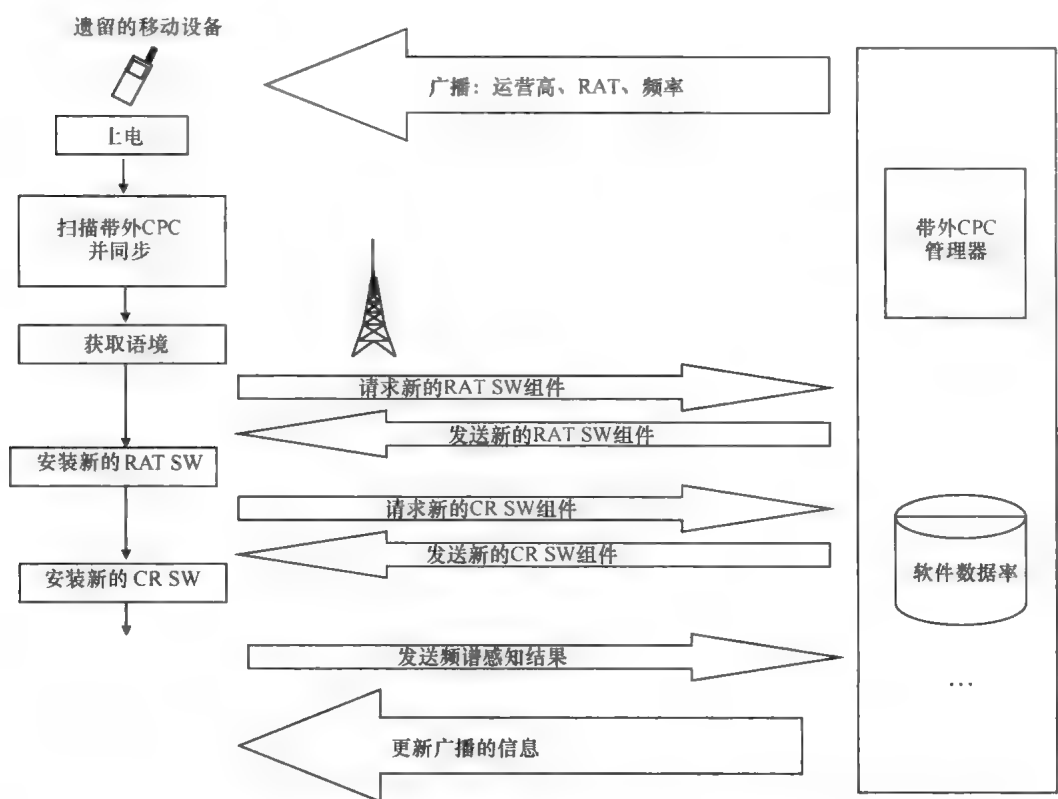 遗留的移动设备
广播：运营高、RAT、频率
上电
扫描带外CPC
并同步
带外CPC
管理器
获取语境
请求新的RAT SW组件
发送新的RAT SW组件
安装新的RAT SW
请求新的CR SW组件
发送新的CR SW组件
安装新的 CR SW
软件数据率
发送频谱感知结果
…
更新广播的信息